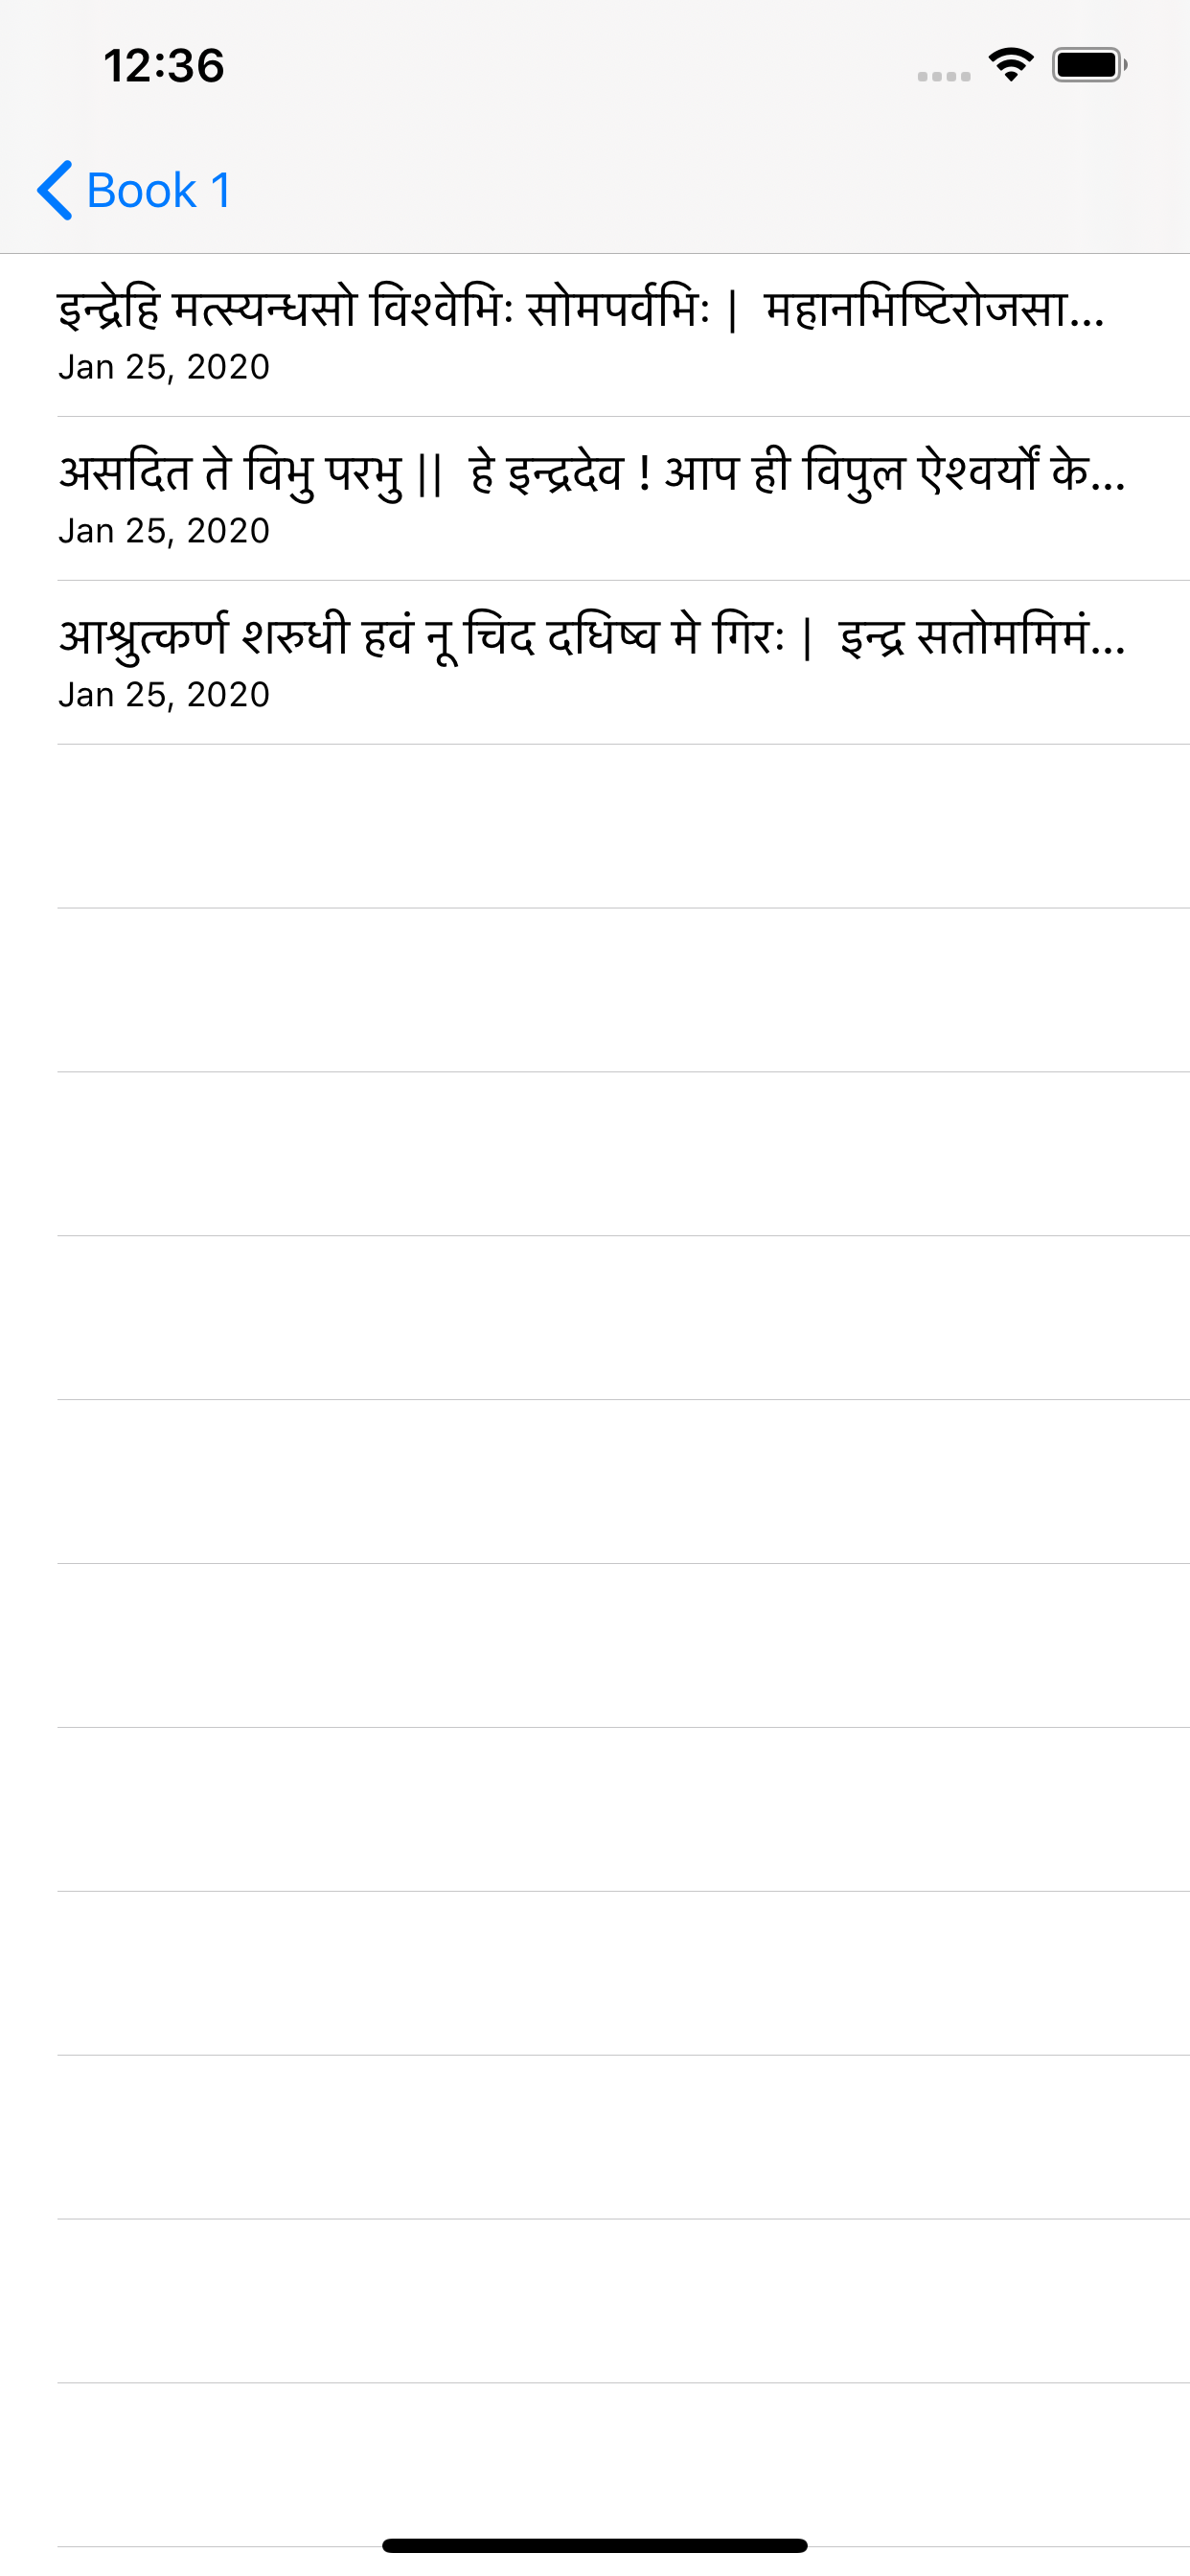 12:36
Book 1
इन्द्रेहि मत्स्यन्धसो विश्वेभिः सोमपर्वभिः | महानभिष्टिरोजसा...
Jan 25, 2020
असदित ते विभु परभु || हे इन्द्रदेव ! आप ही विपुल ऐश्वर्यों के...
Jan 25, 2020
आश्रुत्कर्ण शरुधी हवं नू चिद दधिष्व मे गिरः | इन्द्र सतोममिमं...
Jan 25, 2020